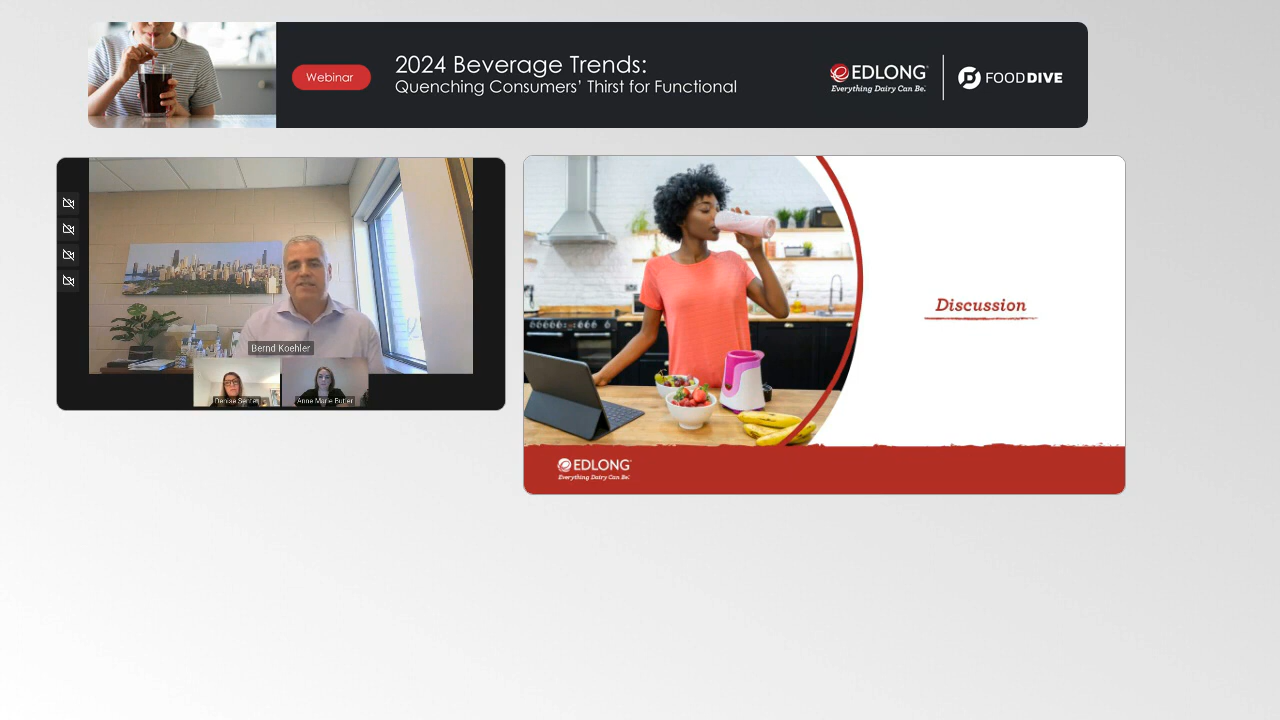 Webinar
2024 Beverage Trends:
Quenching Consumers' Thirst for Functional
EDLONG®
Everything Dairy Can Be.
FOODDIVE
Bernd Koehler
Anne Marie Butler
Discussion
EDLONG
Everything Dairy Can Be.